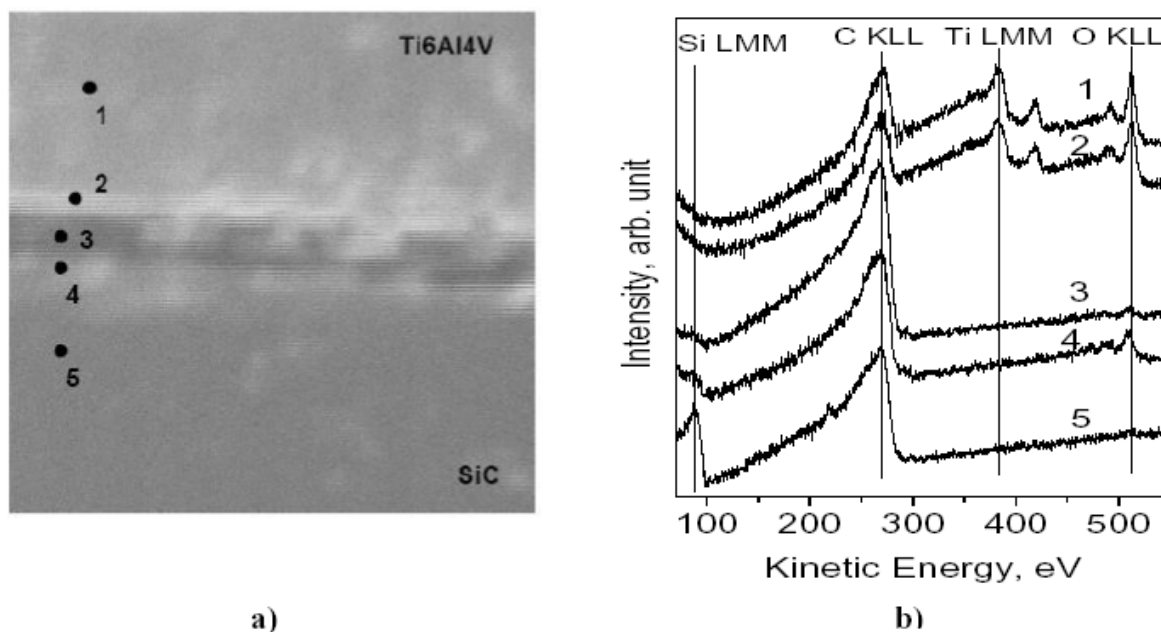 Ti6Al4V
1
2
3
4
5
SiC
a)
Si LMM C KLL Ti LMM O KLL
1
2
3
4
5
Intensity, arb. unit
100 200 300 400 500
Kinetic Energy, eV
b)